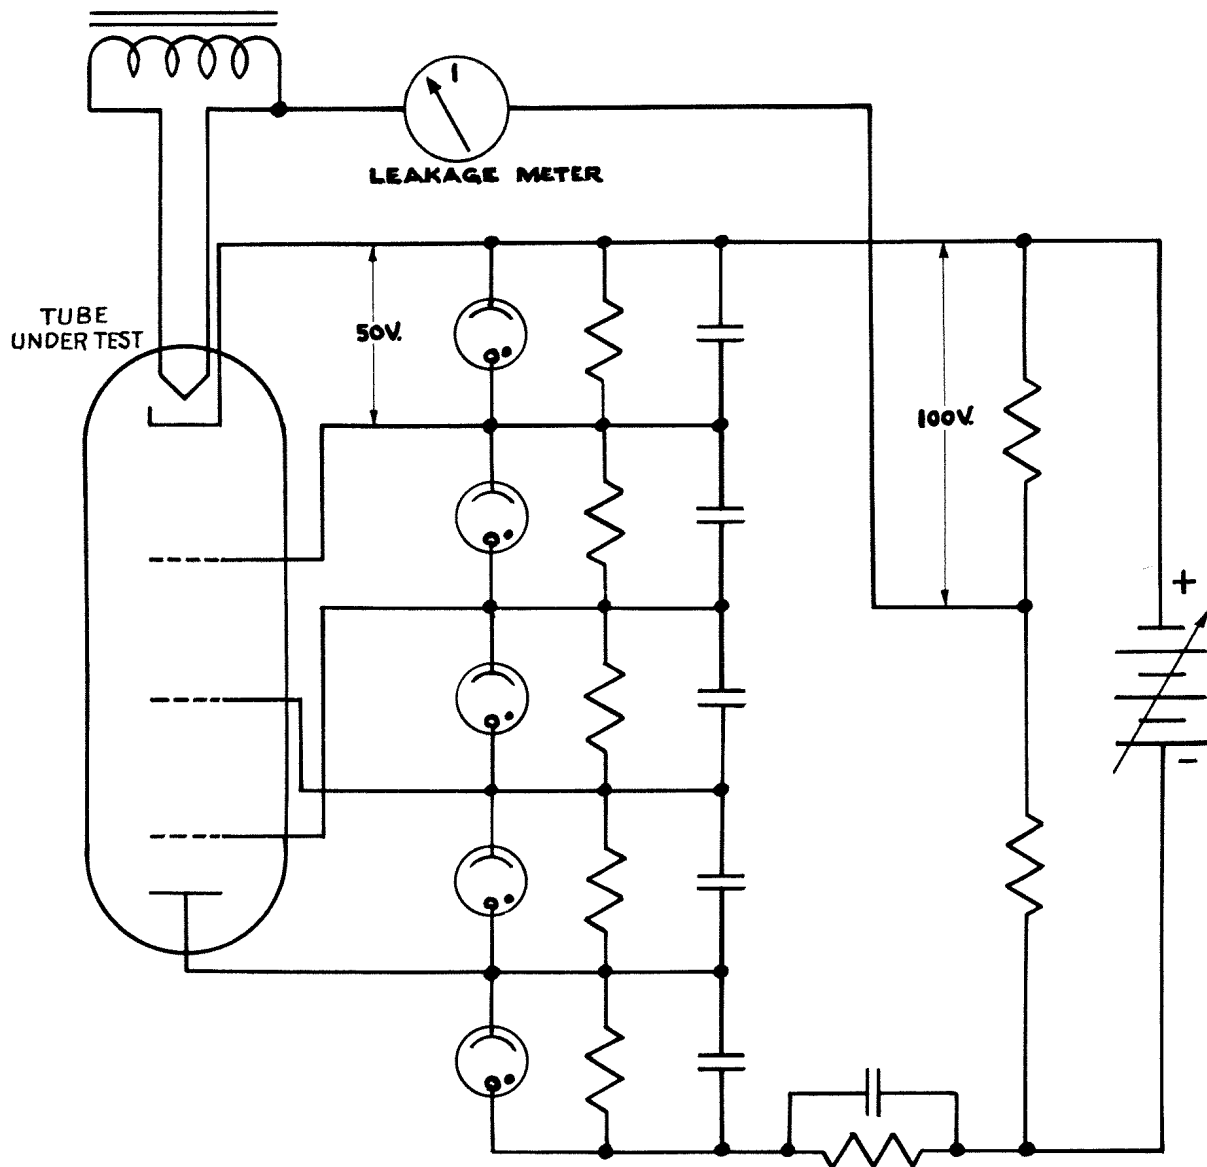 I
LEAKAGE METER
TUBE
UNDER TEST
50V.
100V.
+
-